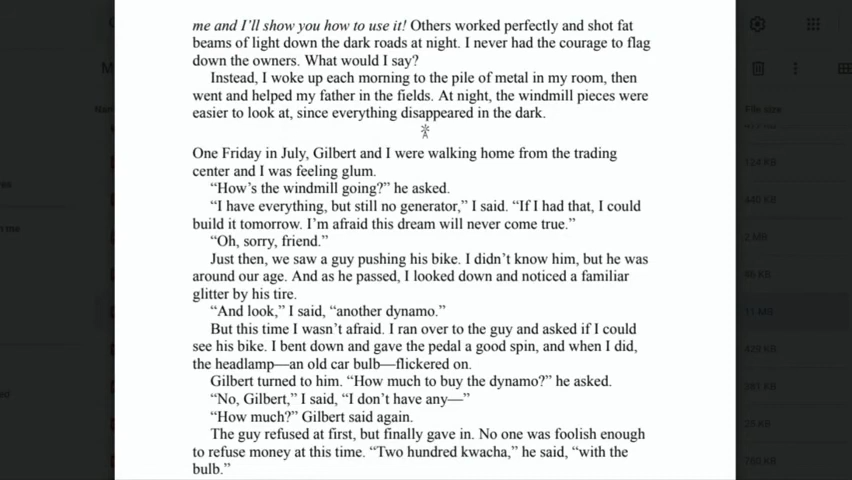 me and I’ll show you how to use it! Others worked perfectly and shot fat
beams of light down the dark roads at night. I never had the courage to flag
down the owners. What would I say?
Instead, I woke up each morning to the pile of metal in my room, then
went and helped my father in the fields. At night, the windmill pieces were
easier to look at, since everything disappeared in the dark.
One Friday in July, Gilbert and I were walking home from the trading
center and I was feeling glum.
“How’s the windmill going?” he asked.
“I have everything, but still no generator,” I said. “If I had that, I could
build it tomorrow. I’m afraid this dream will never come true.”
“Oh, sorry, friend.”
Just then, we saw a guy pushing his bike. I didn’t know him, but he was
around our age. And as he passed, I looked down and noticed a familiar
glitter by his tire.
“And look,” I said, “another dynamo.”
But this time I wasn’t afraid. I ran over to the guy and asked if I could
see his bike. I bent down and gave the pedal a good spin, and when I did,
the headlamp—an old car bulb—flickered on.
Gilbert turned to him. “How much to buy the dynamo?” he asked.
“No, Gilbert,” I said, “I don’t have any—”
“How much?” Gilbert said again.
The guy refused at first, but finally gave in. No one was foolish enough
to refuse money at this time. “Two hundred kwacha,” he said, “with the
bulb.”
File size
124 KB
440 KB
2 MB
11 MB
429 KB